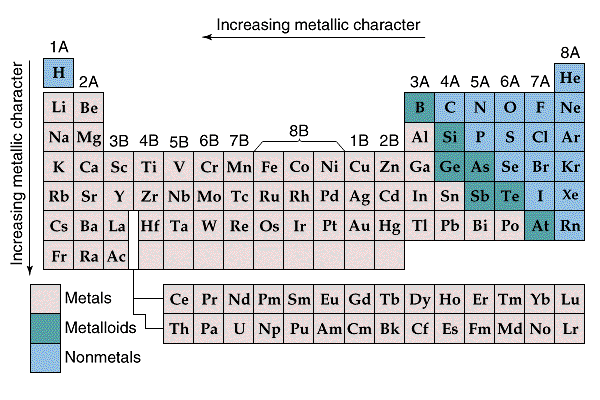 Increasing metallic character
Increasing metallic character
1A 8A
H He
2A 3A 4A 5A 6A 7A
Li Be B C N O F Ne
3B 4B 5B 6B 7B 8B 1B 2B
Na Mg Al Si P S Cl Ar
K Ca Sc Ti V Cr Mn Fe Co Ni Cu Zn Ga Ge As Se Br Kr
Rb Sr Y Zr Nb Mo Tc Ru Rh Pd Ag Cd In Sn Sb Te I Xe
Cs Ba La Hf Ta W Re Os Ir Pt Au Hg Tl Pb Bi Po At Rn
Fr Ra Ac
Ce Pr Nd Pm Sm Eu Gd Tb Dy Ho Er Tm Yb Lu
Th Pa U Np Pu Am Cm Bk Cf Es Fm Md No Lr
Metals
Metalloids
Nonmetals